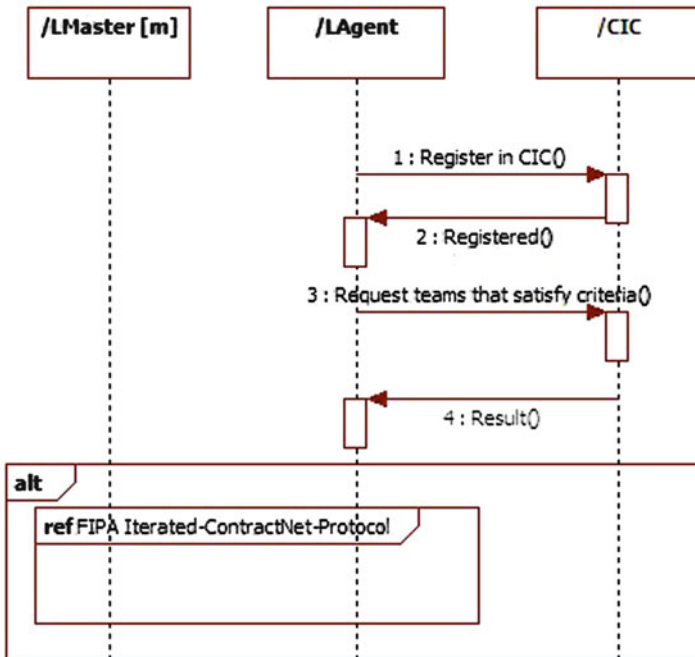 /LMaster [m]
/LAgent
/CIC
1 : Register in CIC()
2 : Registered()
3 : Request teams that satisfy criteria()
4 : Result()
alt
ref FIPA Iterated-ContractNet-Protocol